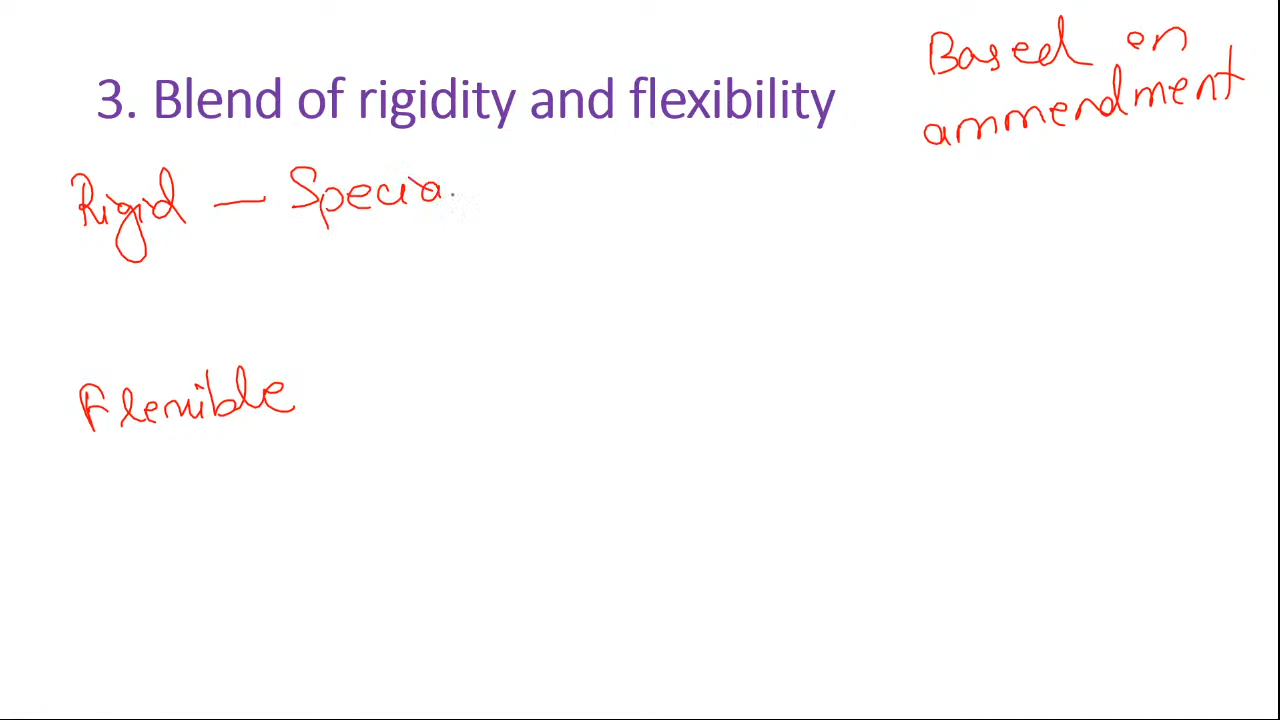 3. Blend of rigidity and flexibility
Based on
ammendment
Rigid — Specia
Flexible